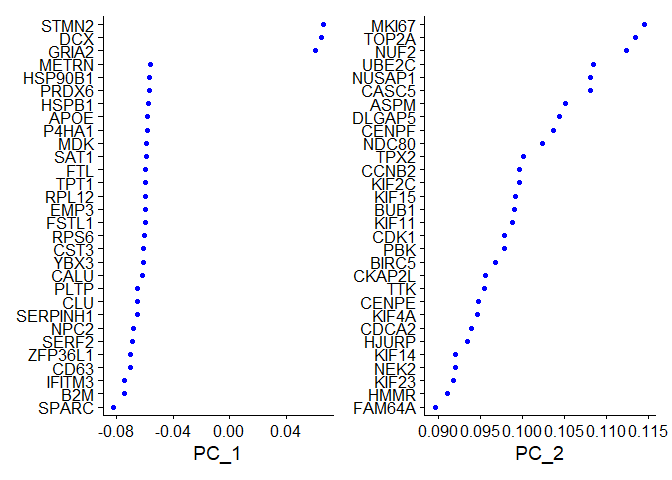 STMN2
DCX
GRIA2
METRN
HSP90B1
PRDX6
HSPB1
APOE
P4HA1
MDK
SAT1
FTL
TPT1
RPL12
EMP3
FSTL1
RPS6
CST3
YBX3
CALU
PLTP
CLU
SERPINH1
NPC2
SERF2
ZFP36L1
CD63
IFITM3
B2M
SPARC
-0.08 -0.04 0.00 0.04
PC_1
MKI67
TOP2A
NUF2
UBE2C
NUSAP1
CASC5
ASPM
DLGAP5
CENPF
NDC80
TPX2
CCNB2
KIF2C
KIF15
BUB1
KIF11
CDK1
PBK
BIRC5
CKAP2L
TTK
CENPE
KIF4A
CDCA2
HJURP
KIF14
NEK2
KIF23
HMMR
FAM64A
0.090 0.095 0.100 0.105 0.110 0.115
PC_2